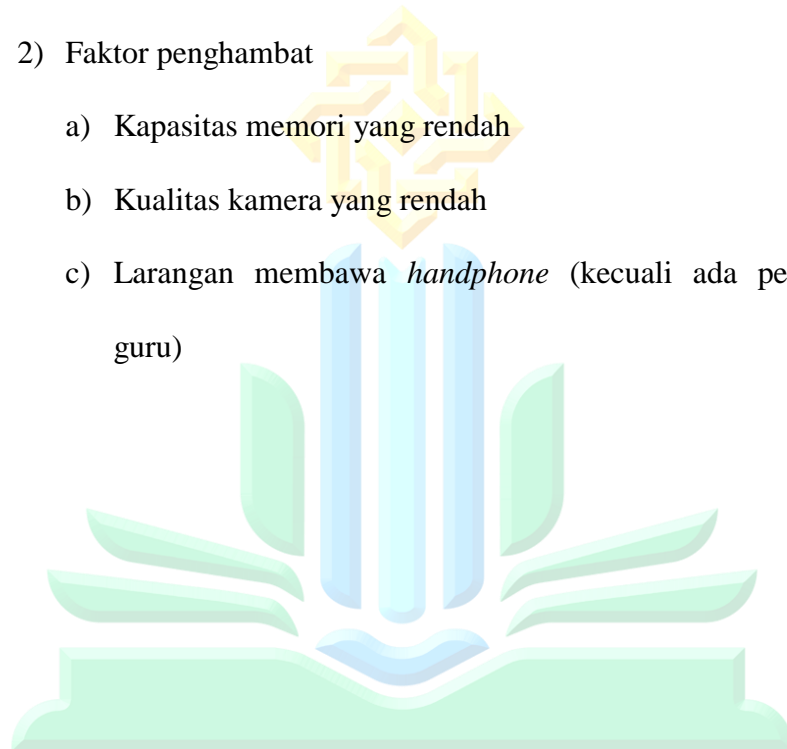 2) Faktor penghambat
a) Kapasitas memori yang rendah
b) Kualitas kamera yang rendah
c) Larangan membawa handphone (kecuali ada pe
guru)